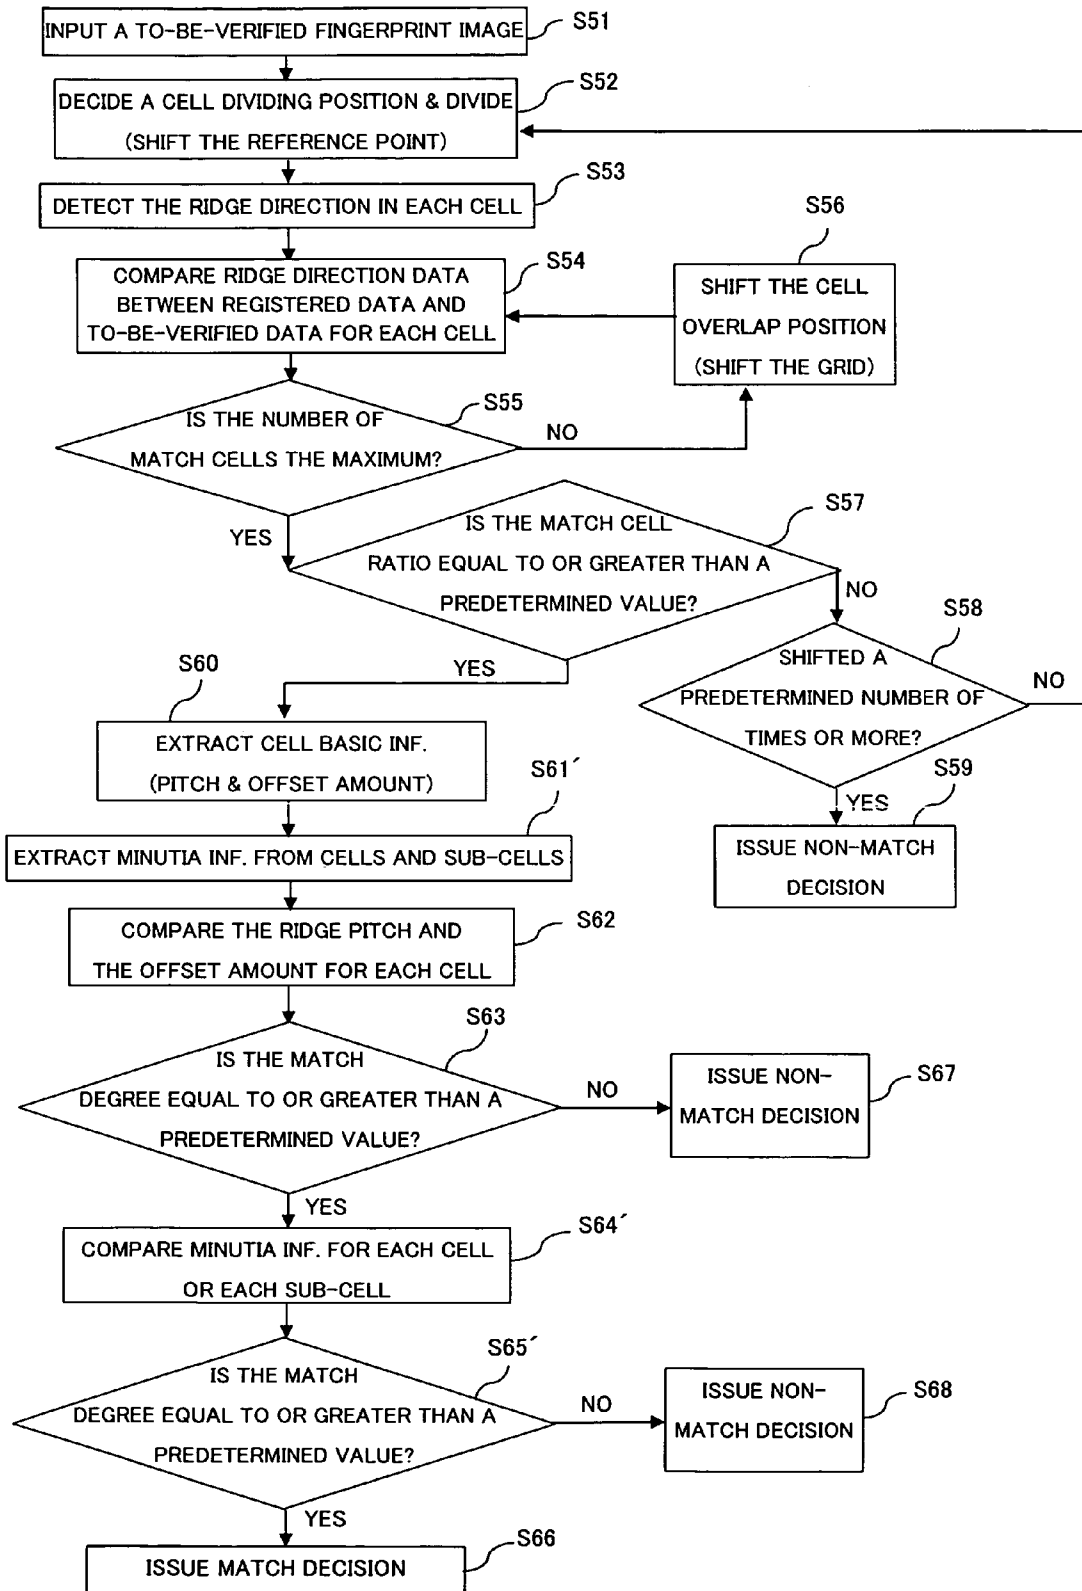 INPUT A TO-BE-VERIFIED FINGERPRINT IMAGE
S51
DECIDE A CELL DIVIDING POSITION & DIVIDE
(SHIFT THE REFERENCE POINT)
S52
DETECT THE RIDGE DIRECTION IN EACH CELL
S53
COMPARE RIDGE DIRECTION DATA
BETWEEN REGISTERED DATA AND
TO-BE-VERIFIED DATA FOR EACH CELL
S54
SHIFT THE CELL
OVERLAP POSITION
(SHIFT THE GRID)
S56
IS THE NUMBER OF
MATCH CELLS THE MAXIMUM?
S55
NO
YES
IS THE MATCH CELL
RATIO EQUAL TO OR GREATER THAN A
PREDETERMINED VALUE?
S57
NO
YES
SHIFTED A
PREDETERMINED NUMBER OF
TIMES OR MORE?
S58
NO
YES
S59
ISSUE NON-MATCH
DECISION
S60
EXTRACT CELL BASIC INF.
(PITCH & OFFSET AMOUNT)
S61´
EXTRACT MINUTIA INF. FROM CELLS AND SUB-CELLS
COMPARE THE RIDGE PITCH AND
THE OFFSET AMOUNT FOR EACH CELL
S62
IS THE MATCH
DEGREE EQUAL TO OR GREATER THAN A
PREDETERMINED VALUE?
S63
NO
ISSUE NON-
MATCH DECISION
S67
YES
COMPARE MINUTIA INF. FOR EACH CELL
OR EACH SUB-CELL
S64´
IS THE MATCH
DEGREE EQUAL TO OR GREATER THAN A
PREDETERMINED VALUE?
S65´
NO
ISSUE NON-
MATCH DECISION
S68
YES
ISSUE MATCH DECISION
S66